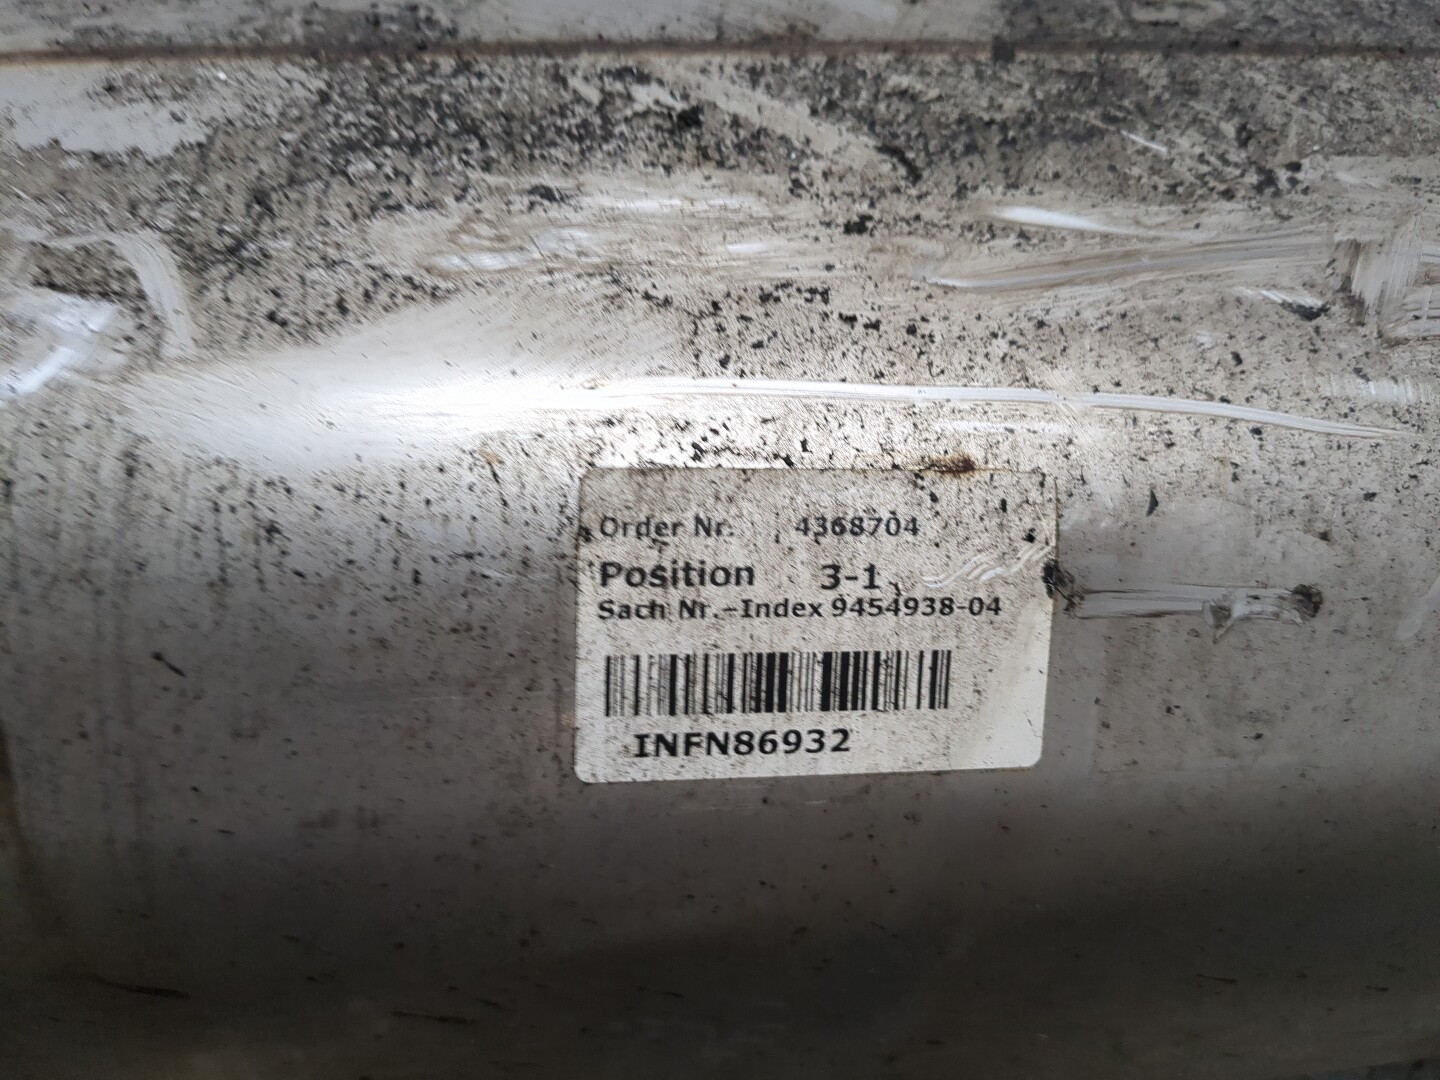 Order Nr. 4368704
Position 3-1
Sach Nr.-Index 9454938-04
INFN86932